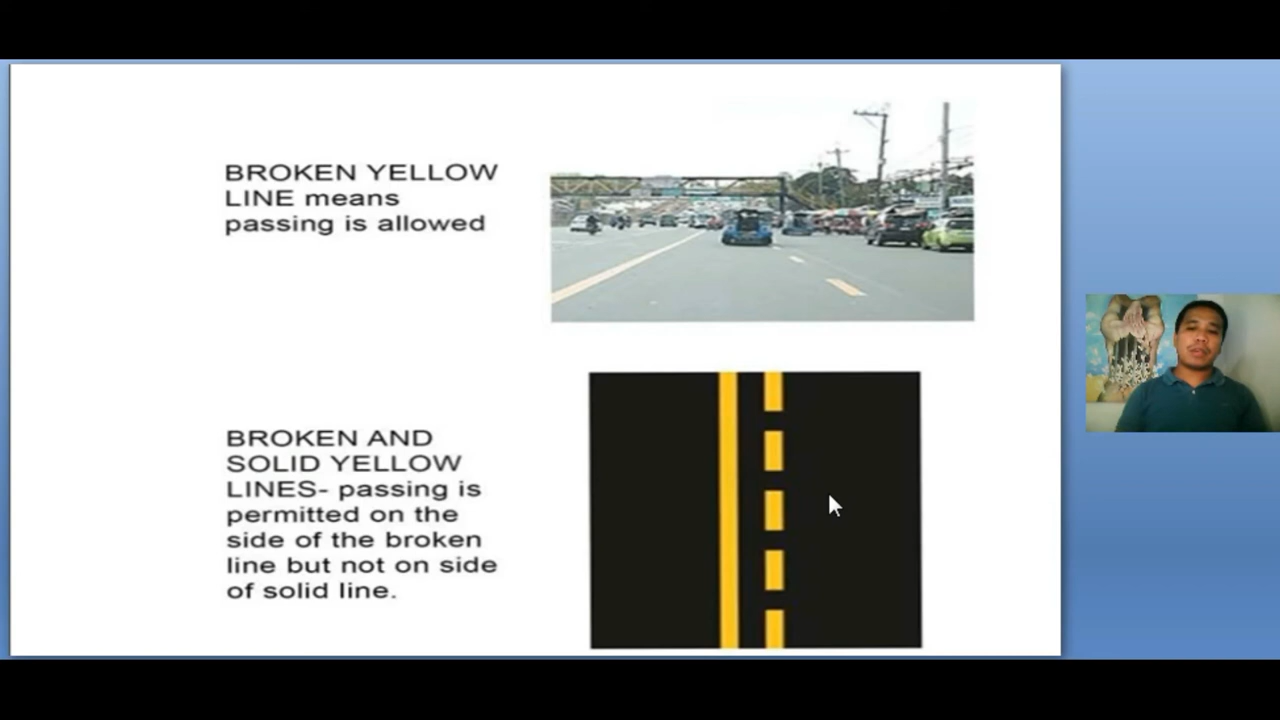 BROKEN YELLOW
LINE means
passing is allowed
BROKEN AND
SOLID YELLOW
LINES- passing is
permitted on the
side of the broken
line but not on side
of solid line.